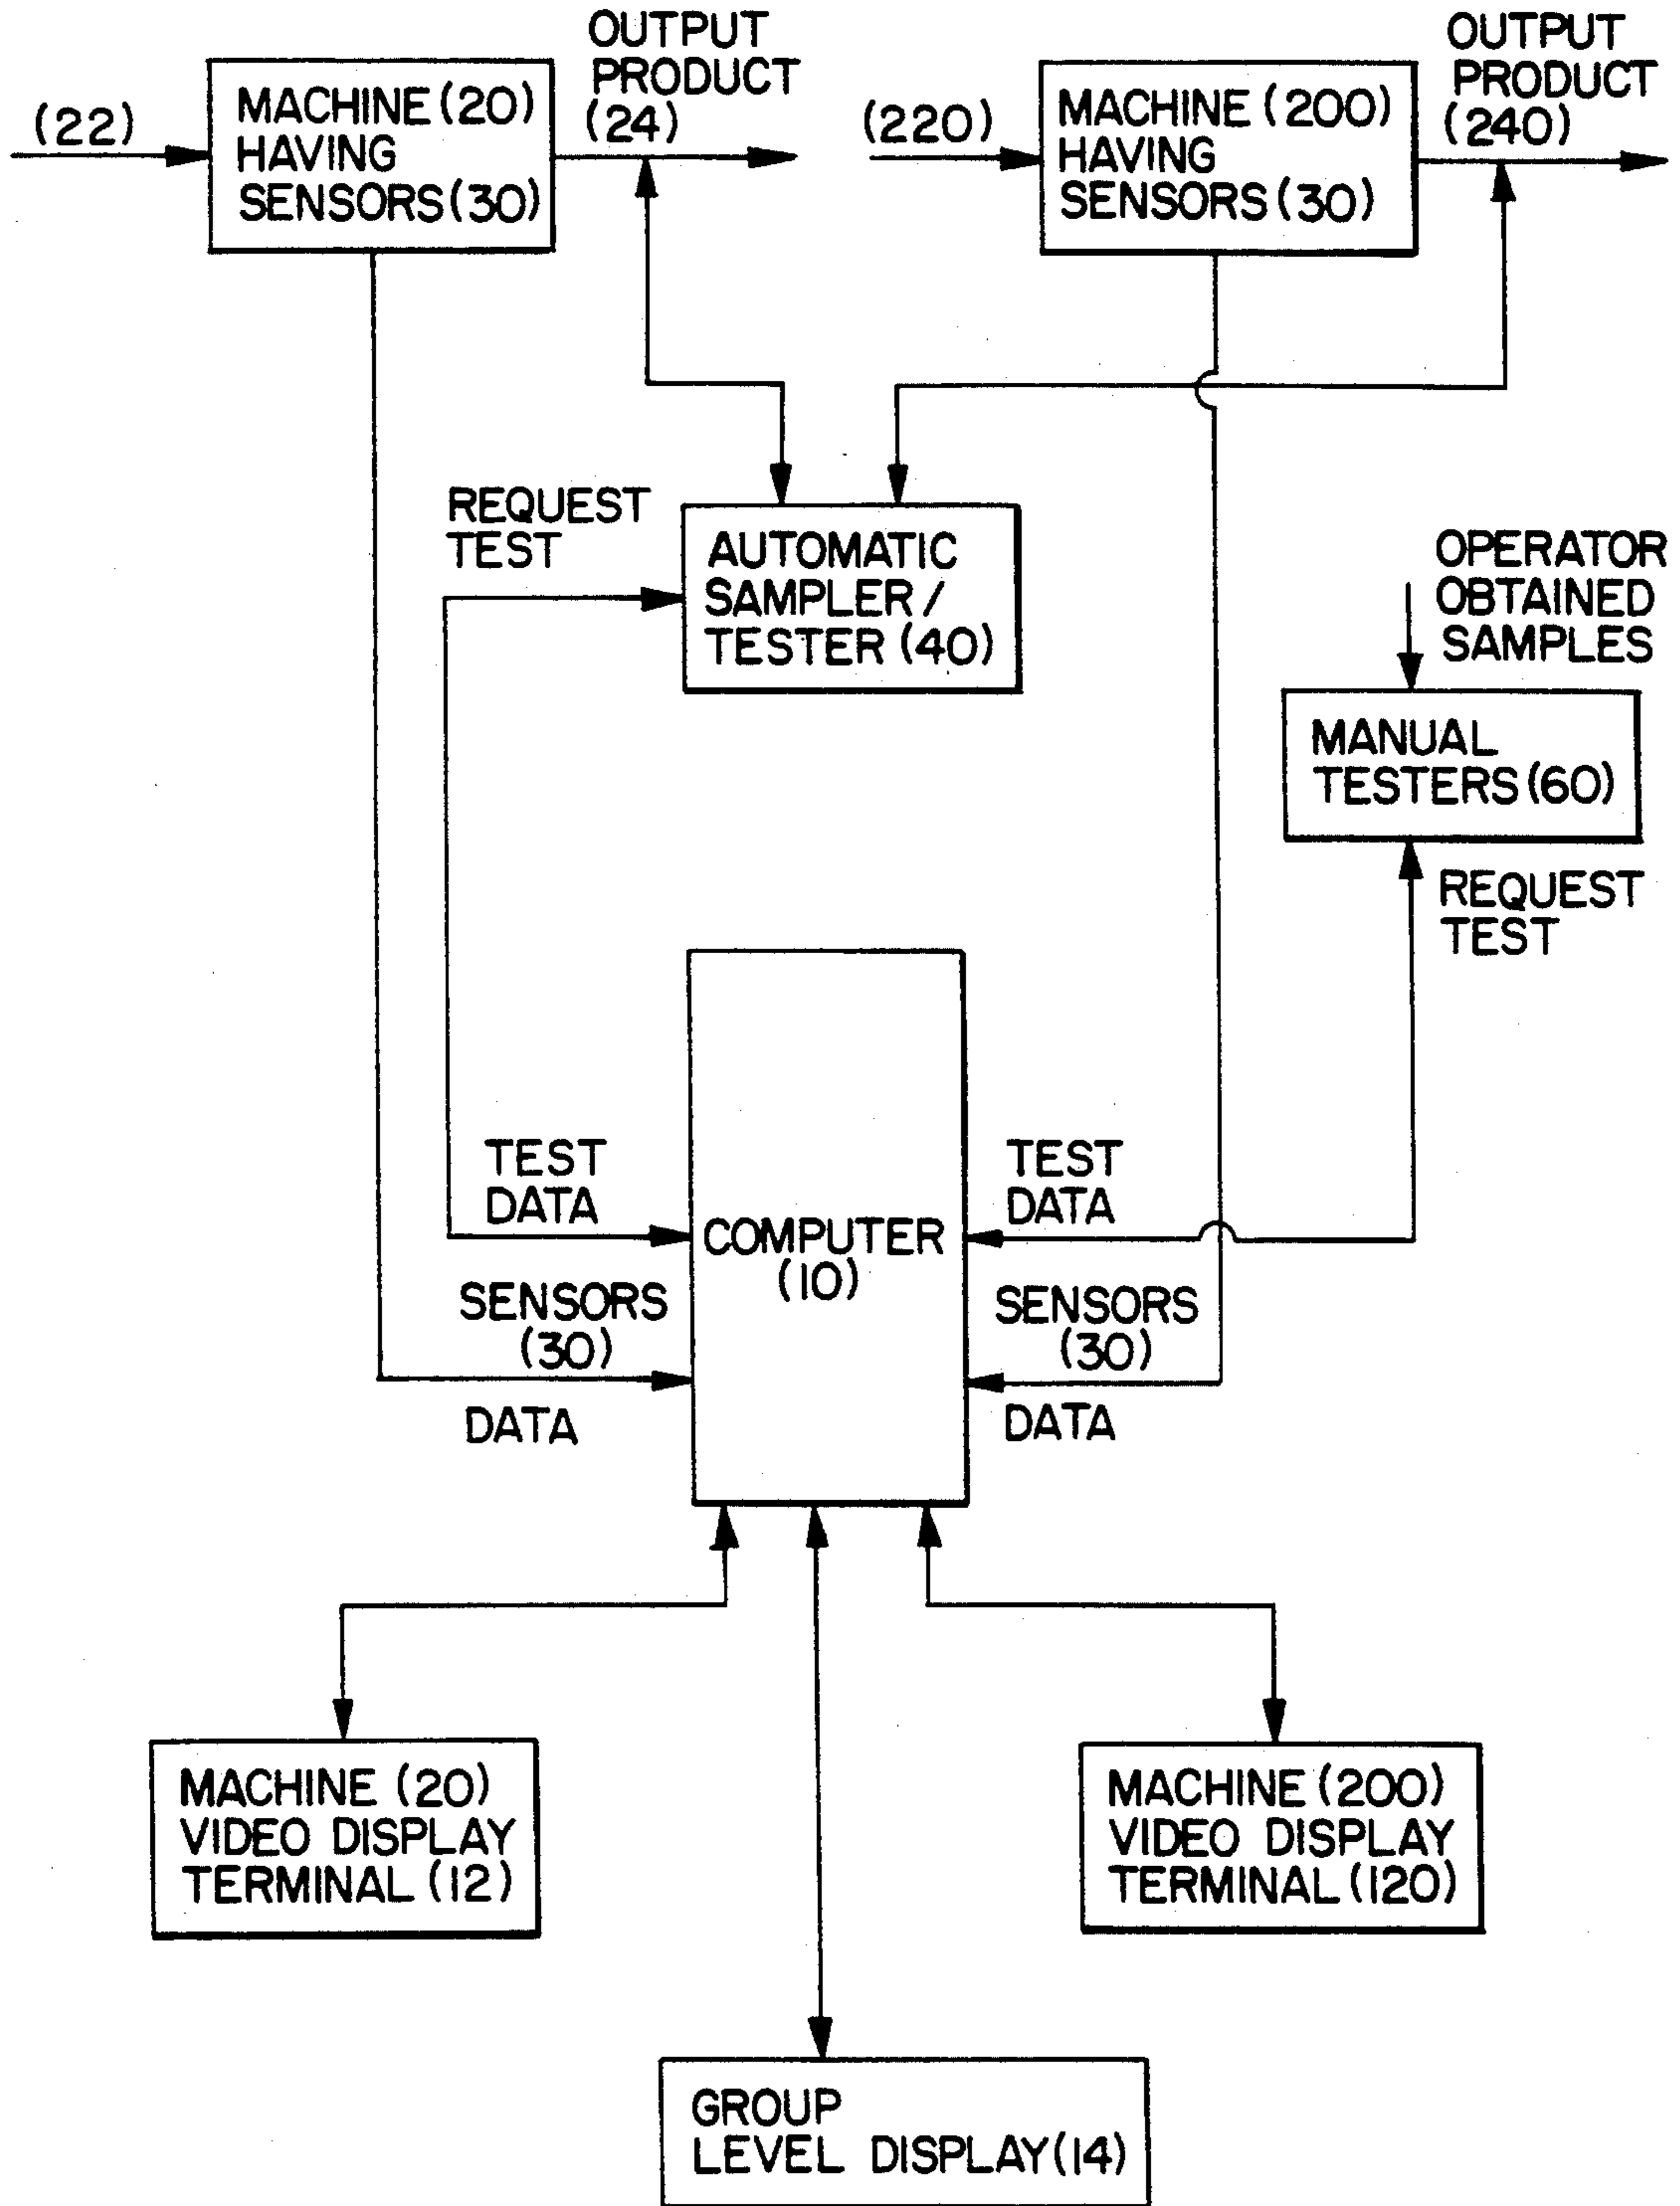 OUTPUT
PRODUCT
(24)
OUTPUT
PRODUCT
(240)
(22)
MACHINE (20)
HAVING
SENSORS (30)
(220)
MACHINE (200)
HAVING
SENSORS (30)
REQUEST
TEST
AUTOMATIC
SAMPLER /
TESTER (40)
OPERATOR
OBTAINED
SAMPLES
MANUAL
TESTERS (60)
REQUEST
TEST
TEST
DATA
COMPUTER
(10)
TEST
DATA
SENSORS
(30)
DATA
SENSORS
(30)
DATA
MACHINE (20)
VIDEO DISPLAY
TERMINAL (12)
MACHINE (200)
VIDEO DISPLAY
TERMINAL (120)
GROUP
LEVEL DISPLAY (14)